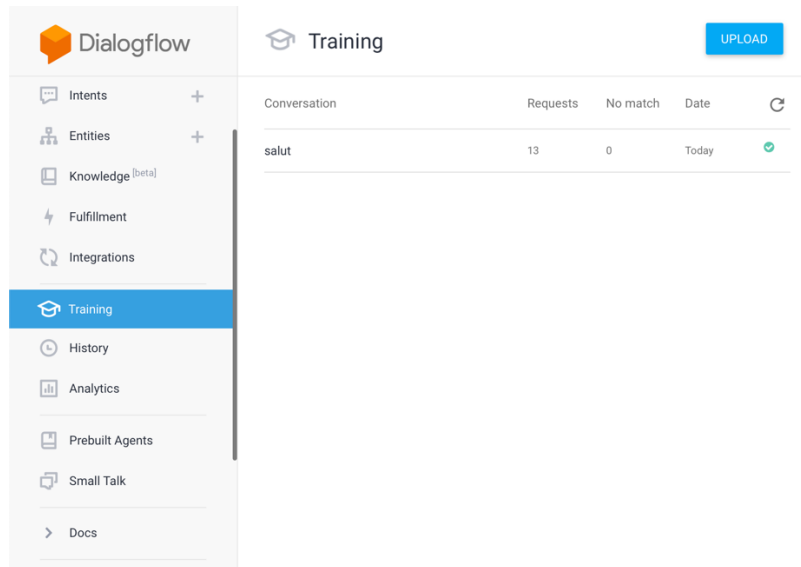 Dialogflow
Training
UPLOAD
Intents
Entities
Knowledge [beta]
Fulfillment
Integrations
Training
History
Analytics
Prebuilt Agents
Small Talk
Docs
Conversation Requests No match Date
salut 13 0 Today